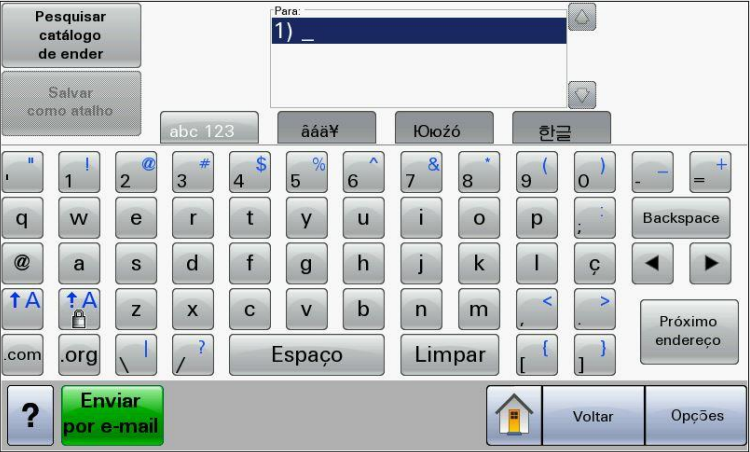 Pesquisar
catálogo
de ender
Para:
1) _
Salvar
como atalho
abc 123
âáä¥
Ююźó
한글
' " 1 ! 2 @ 3 # 4 $ 5 % 6 ^ 7 & 8 * 9 ( 0 ) - _ = +
q w e r t y u i o p ; : Backspace
@ a s d f g h j k l ç
A A z x c v b n m , < . >
Próximo
endereço
.com .org \ | / ? Espaço Limpar [ { ] }
?
Enviar
por e-mail
Voltar
Opções